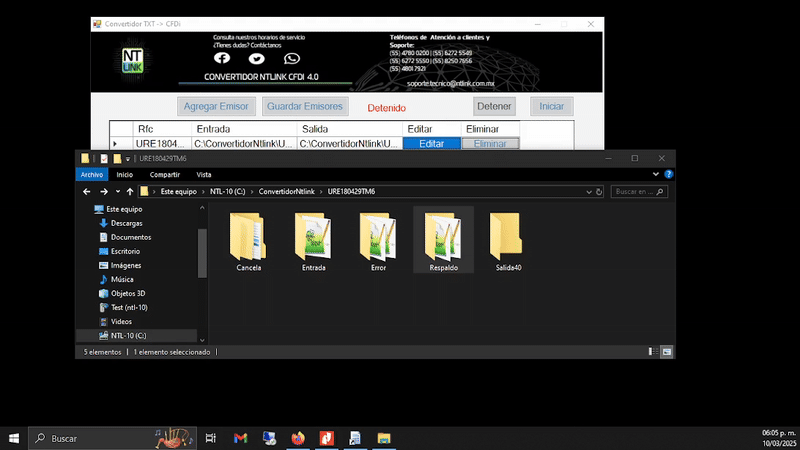 Convertidor TXT -> CFDi
NT
LINK
Consulta nuestros horarios de servicio
¿Tienes dudas? Contáctanos
CONVERTIDOR NTLINK CFDI 4.0
Teléfonos de Atención a clientes y
Soporte:
(55) 4780 0200 | (55) 6272 5549
(55) 6272 5550 | (55) 8250 7656
(55) 4801 7921
soporte.tecnico@ntlink.com.mx
Agregar Emisor
Guardar Emisores
Detenido
Detener
Iniciar
Rfc Entrada Salida Editar Eliminar
URE1804... C:\ConvertidorNtlink\U... C:\ConvertidorNtlink\U... Editar Eliminar
URE180429TM6
Archivo Inicio Compartir Vista
Este equipo > NTL-10 (C:) > ConvertidorNtlink > URE180429TM6
Buscar en ...
Este equipo
Descargas
Documentos
Escritorio
Imágenes
Música
Objetos 3D
Test (ntl-10)
Videos
NTL-10 (C:)
Cancela
Entrada
Error
Respaldo
Salida40
5 elementos | 1 elemento seleccionado
Buscar
06:05 p. m.
10/03/2025